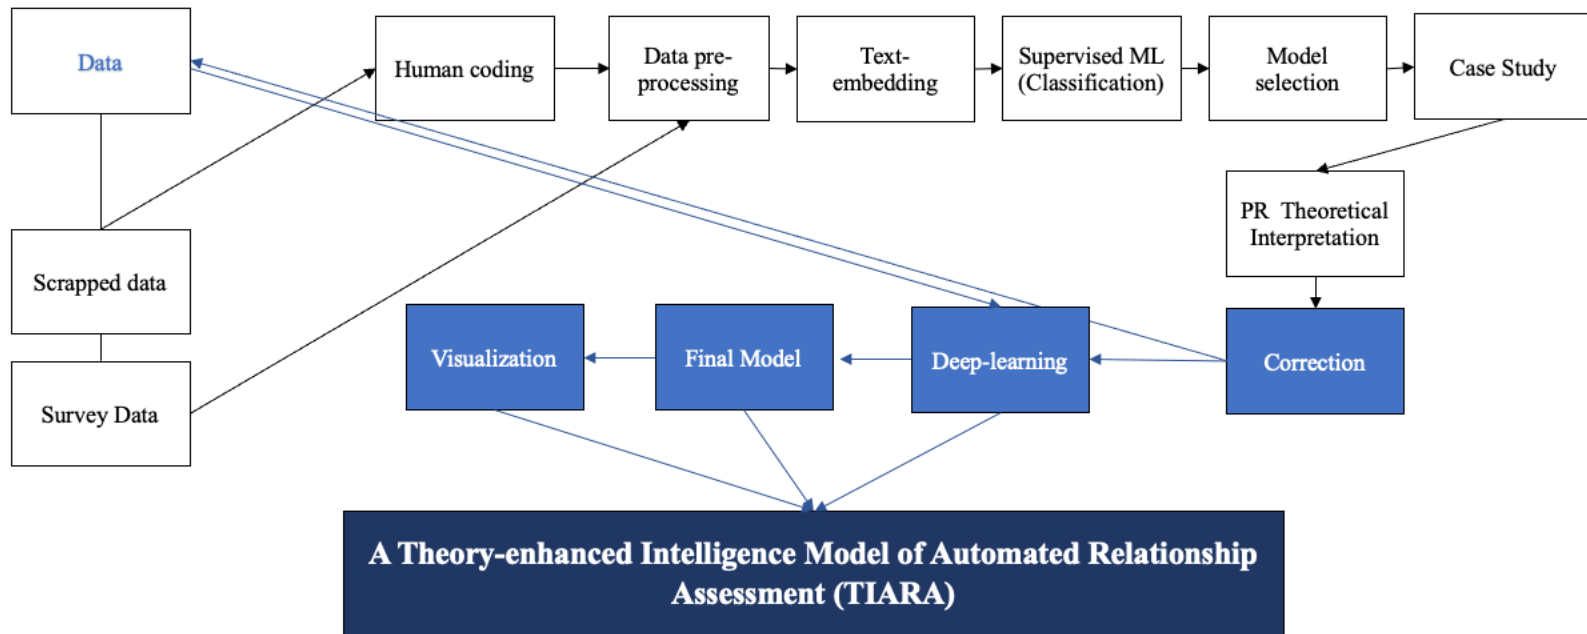 Data
Human coding
Data pre-
processing
Text-
embedding
Supervised ML
(Classification)
Model
selection
Case Study
PR Theoretical
Interpretation
Scrapped data
Survey Data
Visualization
Final Model
Deep-learning
Correction
A Theory-enhanced Intelligence Model of Automated Relationship
Assessment (TIARA)